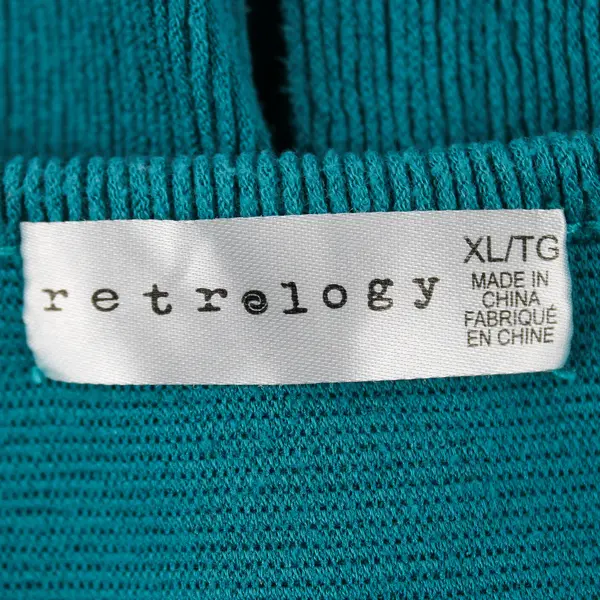 retrology
XL/TG
MADE IN
CHINA
FABRIQUÉ
EN CHINE